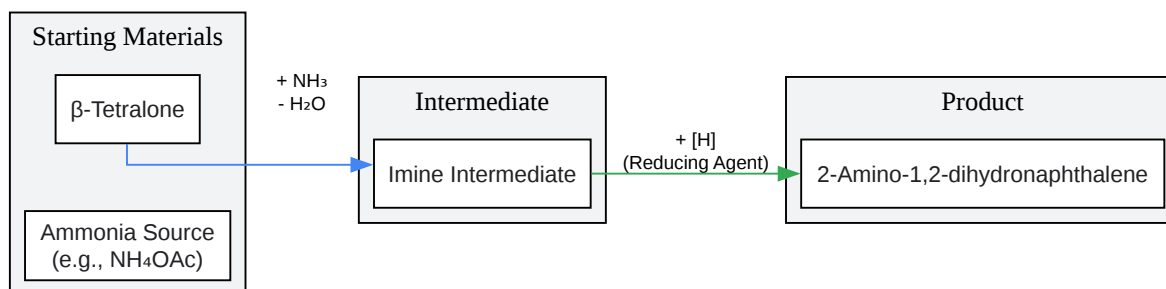 Starting Materials
β-Tetralone
Ammonia Source
(e.g., NH₄OAc)
+ NH₃
- H₂O
Intermediate
Imine Intermediate
+ [H]
(Reducing Agent)
Product
2-Amino-1,2-dihydronaphthalene